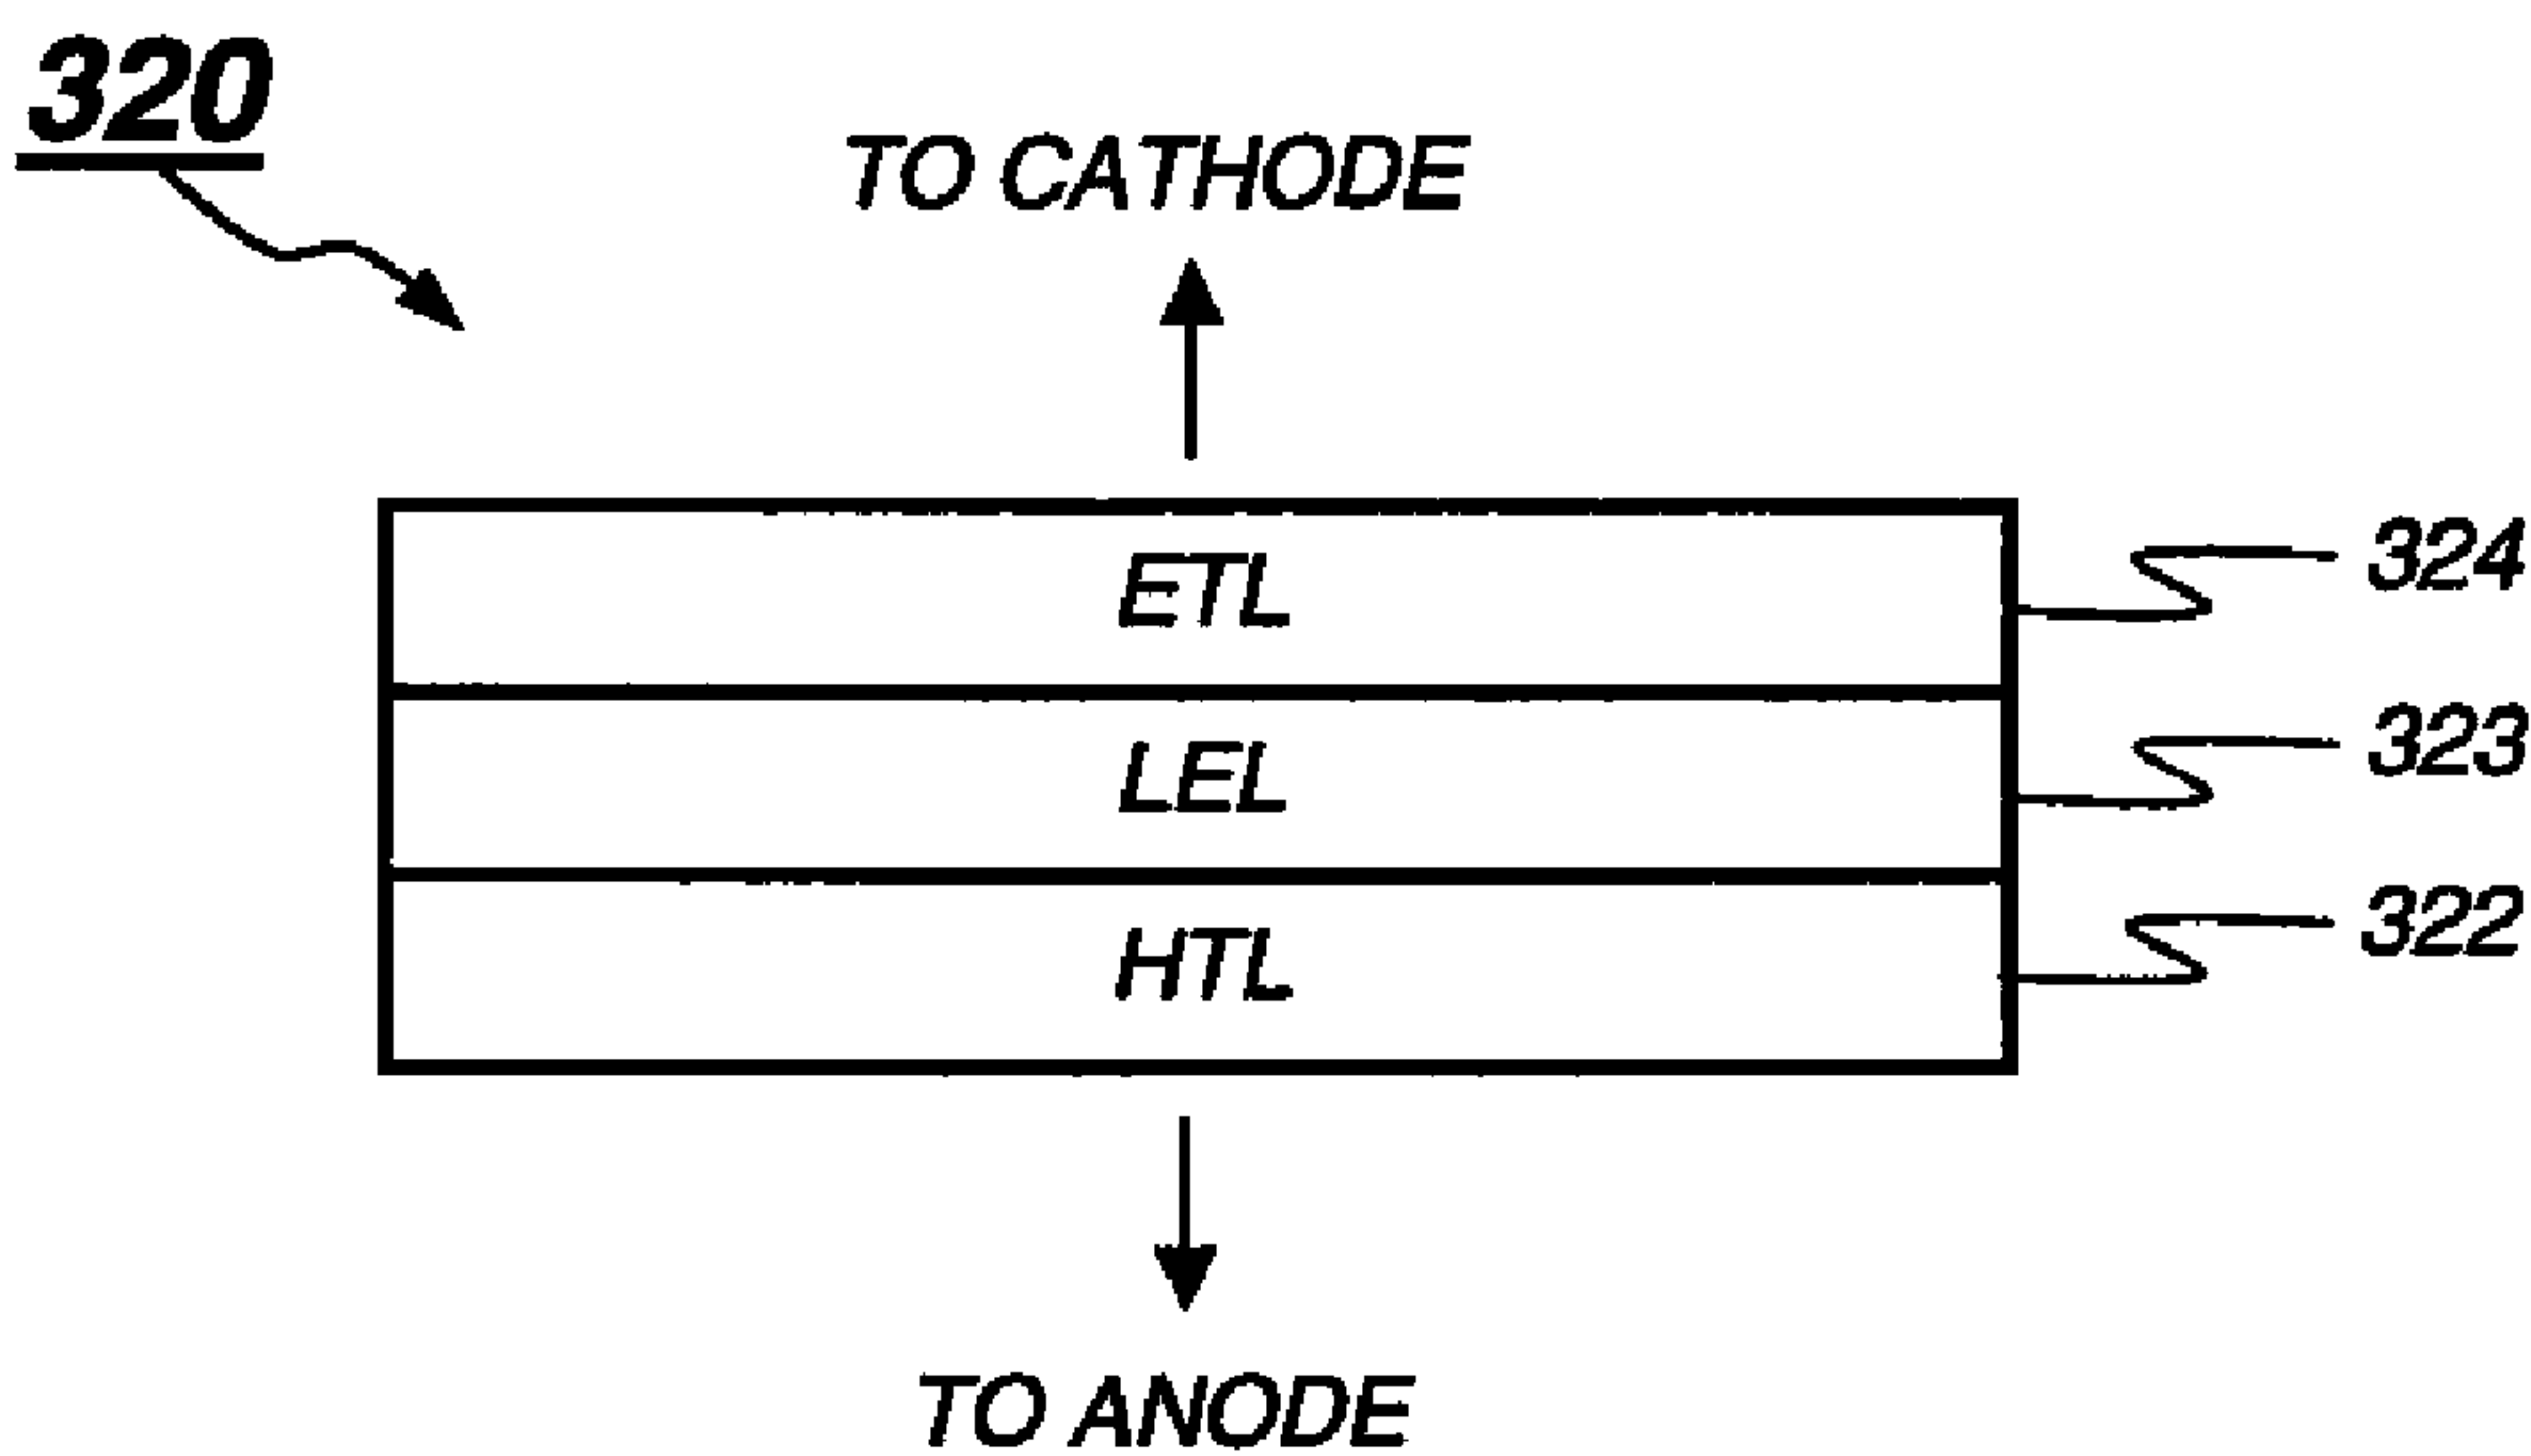 320
TO CATHODE
ETL
324
LEL
323
HTL
322
TO ANODE